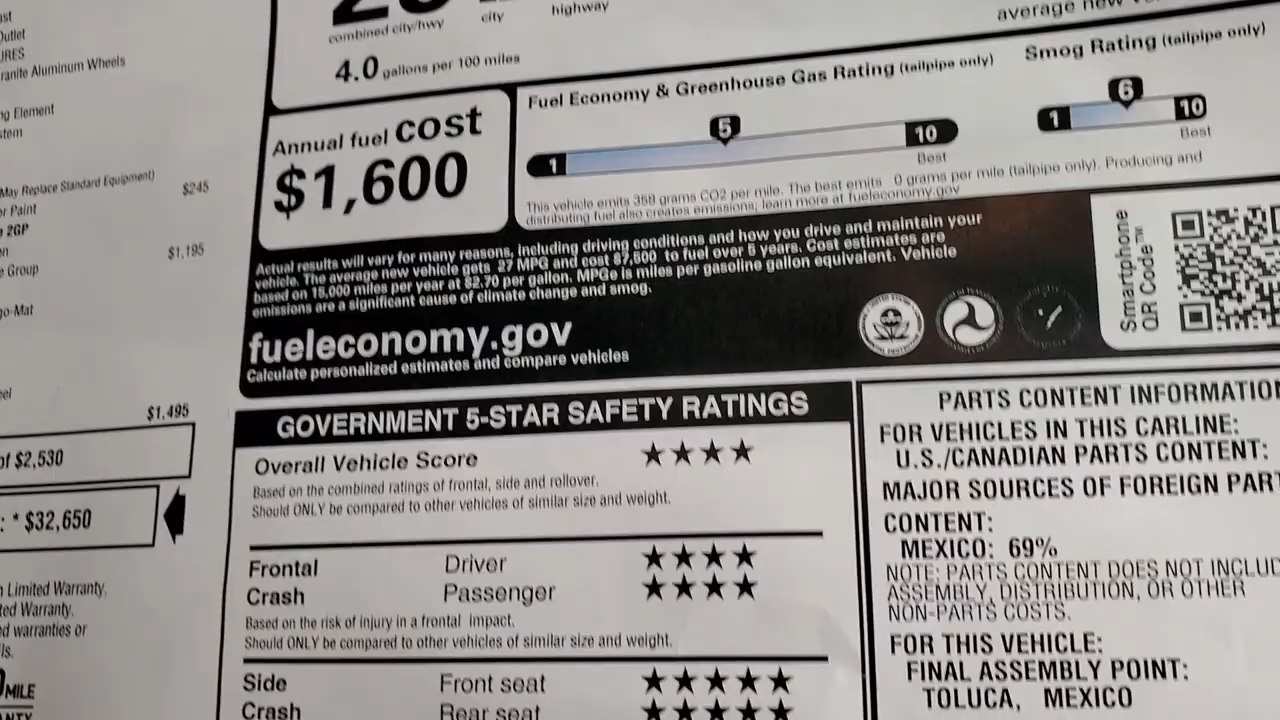 Outlet
Aluminum Wheels
Element
May Replace Standard Equipment)
$245
Paint
2GP
$1,195
Group
$1,495
of $2,530
: * $32,650
Limited Warranty,
Warranty.
warranties or
MILE
combined city/hwy
city
highway
4.0 gallons per 100 miles
average new
Annual fuel cost
$1,600
Fuel Economy & Greenhouse Gas Rating (tailpipe only)
Smog Rating (tailpipe only)
5
6
1
10
1
10
Best
Best
This vehicle emits 358 grams CO2 per mile. The best emits 0 grams per mile (tailpipe only). Producing and
distributing fuel also creates emissions; learn more at fueleconomy.gov
Actual results will vary for many reasons, including driving conditions and how you drive and maintain your
vehicle. The average new vehicle gets 27 MPG and cost $7,500 to fuel over 5 years. Cost estimates are
based on 15,000 miles per year at $2.70 per gallon. MPGe is miles per gasoline gallon equivalent. Vehicle
emissions are a significant cause of climate change and smog.
fueleconomy.gov
Calculate personalized estimates and compare vehicles
Smartphone
QR Code™
GOVERNMENT 5-STAR SAFETY RATINGS
Overall Vehicle Score ★★★★
Based on the combined ratings of frontal, side and rollover.
Should ONLY be compared to other vehicles of similar size and weight.
Frontal Driver ★★★★
Crash Passenger ★★★★
Based on the risk of injury in a frontal impact.
Should ONLY be compared to other vehicles of similar size and weight.
Side Front seat ★★★★★
Crash Rear seat ★★★★★
PARTS CONTENT INFORMATION
FOR VEHICLES IN THIS CARLINE:
U.S./CANADIAN PARTS CONTENT:
MAJOR SOURCES OF FOREIGN PART
CONTENT:
MEXICO: 69%
NOTE: PARTS CONTENT DOES NOT INCLUD
ASSEMBLY, DISTRIBUTION, OR OTHER
NON-PARTS COSTS.
FOR THIS VEHICLE:
FINAL ASSEMBLY POINT:
TOLUCA, MEXICO